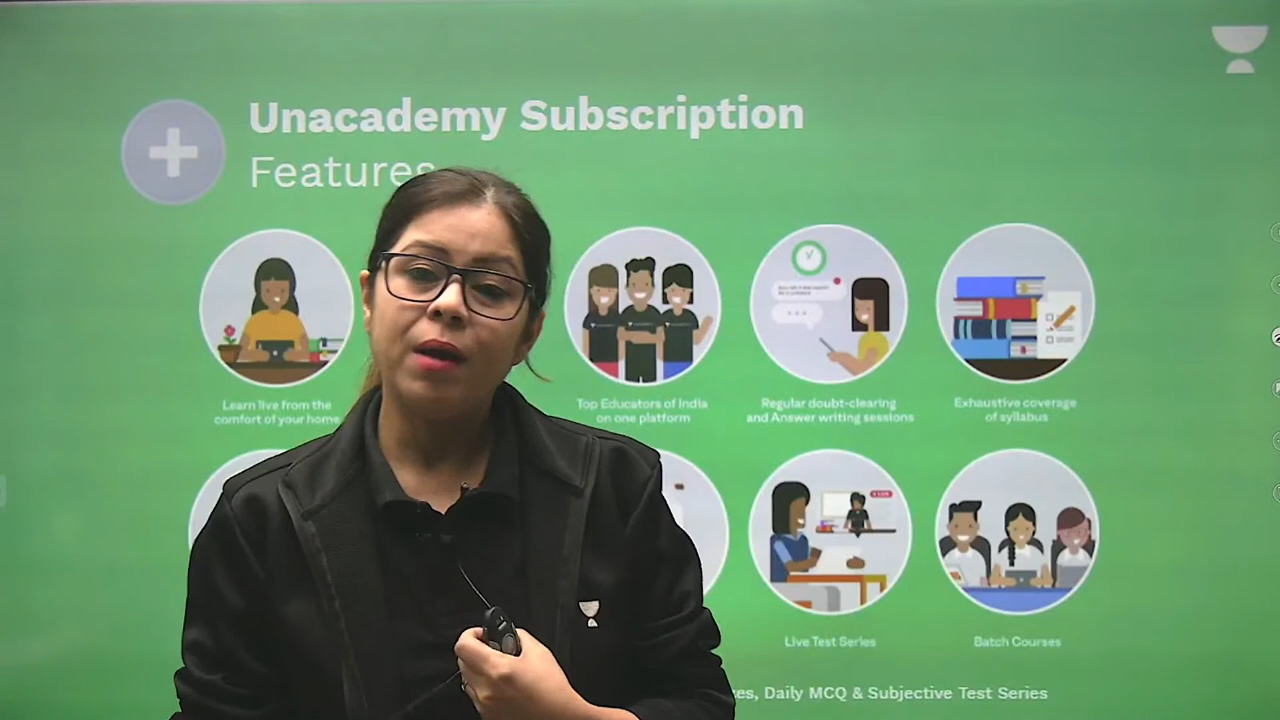 Unacademy Subscription
Features
Learn live from the
comfort of your home
Top Educators of India
on one platform
Regular doubt-clearing
and Answer writing sessions
Exhaustive coverage
of syllabus
Live Test Series
Batch Courses
Daily MCQ & Subjective Test Series